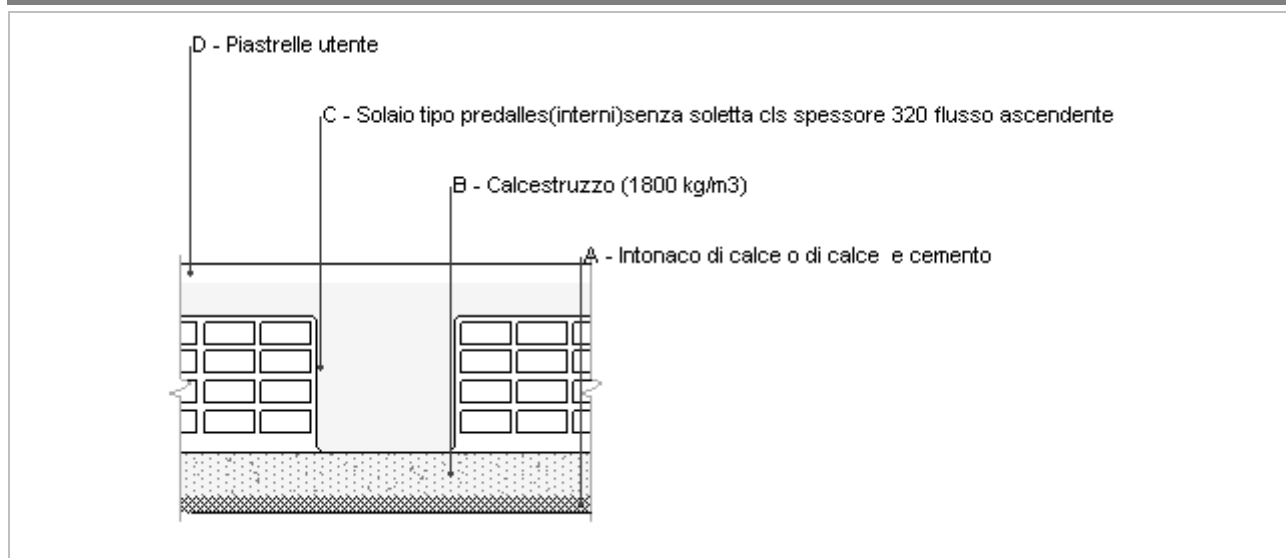 D - Piastrelle utente
C - Solaio tipo predalles(interni)senza soletta cls spessore 320 flusso ascendente
B - Calcestruzzo (1800 kg/m3)
A - Intonaco di calce o di calce  e cemento